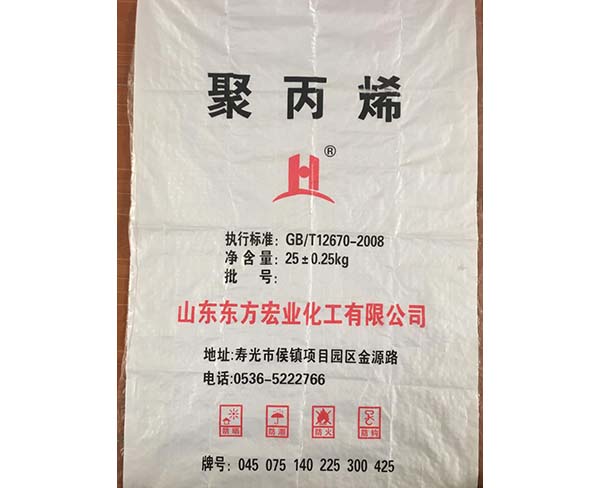 聚丙烯
®
执行标准：GB/T12670-2008
净含量：25±0.25kg
批号：
山东东方宏业化工有限公司
地址:寿光市侯镇项目园区金源路
电话:0536-5222766
防晒 防潮 防火 防钩
牌号：045 075 140 225 300 425